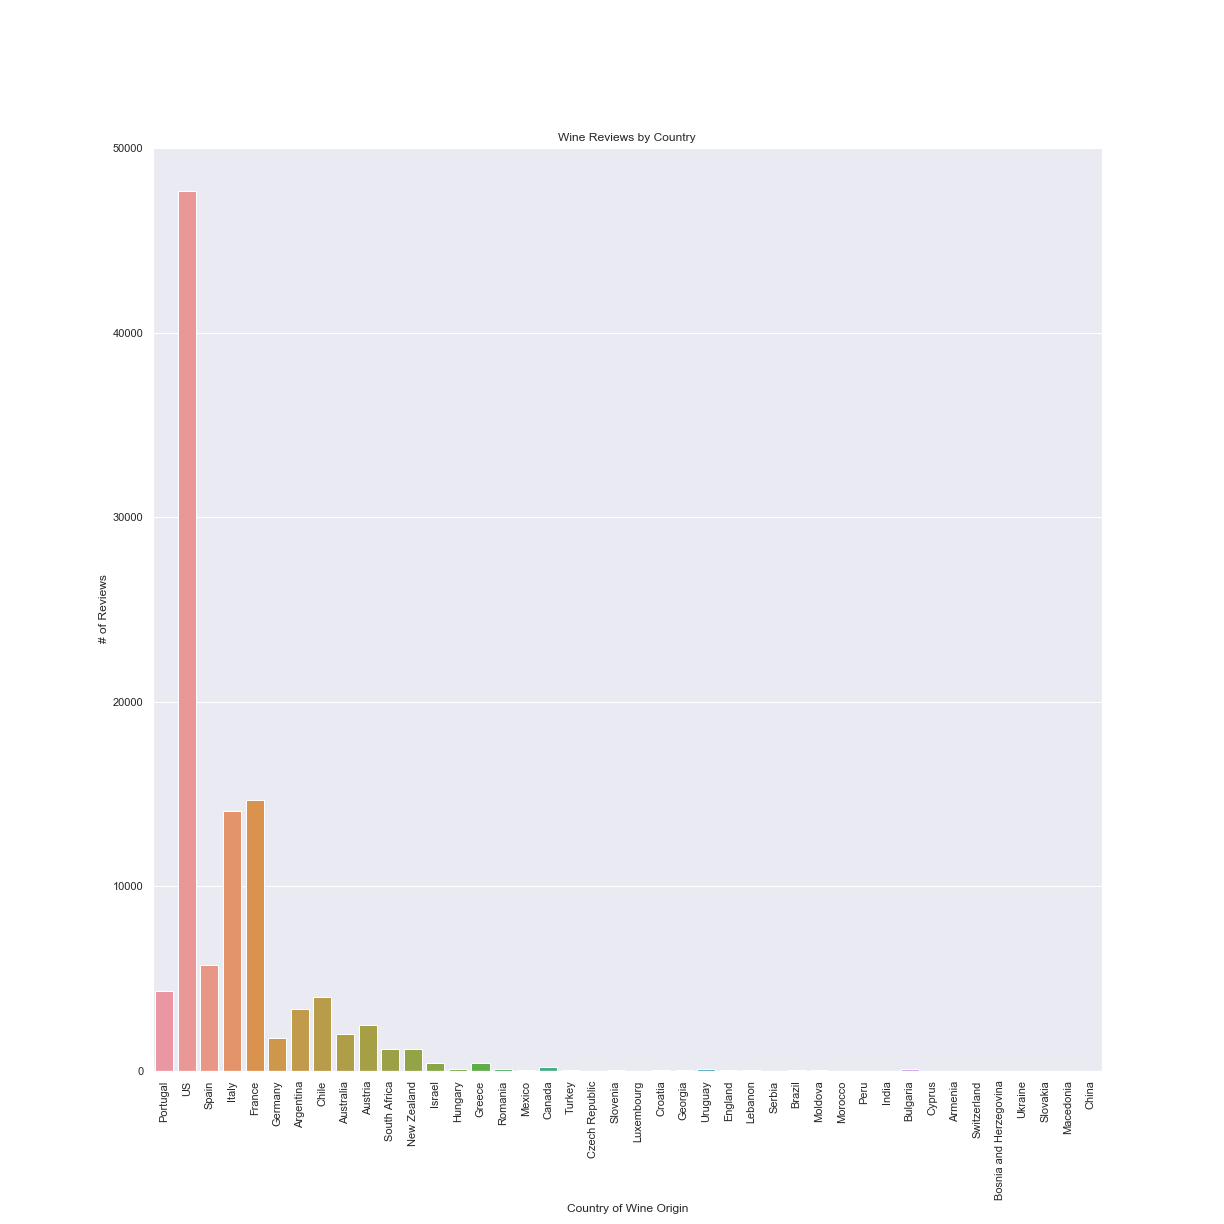 Wine Reviews by Country
50000
40000
30000
20000
10000
0
# of Reviews
Portugal
US
Spain
Italy
France
Germany
Argentina
Chile
Australia
Austria
South Africa
New Zealand
Israel
Hungary
Greece
Romania
Mexico
Canada
Turkey
Czech Republic
Slovenia
Luxembourg
Croatia
Georgia
Uruguay
England
Lebanon
Serbia
Brazil
Moldova
Morocco
Peru
India
Bulgaria
Cyprus
Armenia
Switzerland
Bosnia and Herzegovina
Ukraine
Slovakia
Macedonia
China
Country of Wine Origin